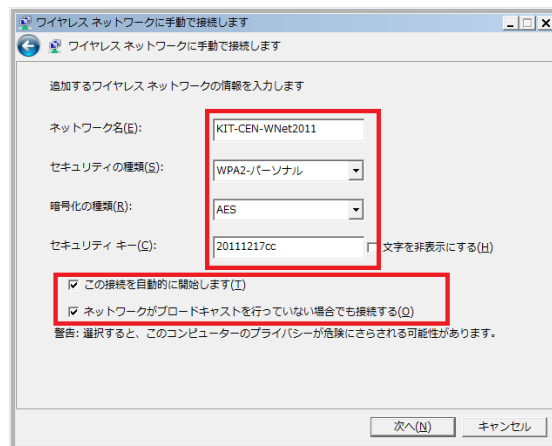 ワイヤレス ネットワークに手動で接続します
ワイヤレス ネットワークに手動で接続します
追加するワイヤレス ネットワークの情報を入力します
ネットワーク名(E): KIT-CEN-WNet2011
セキュリティの種類(S): WPA2-パーソナル
暗号化の種類(R): AES
セキュリティ キー(C): 20111217cc 文字を非表示にする(H)
この接続を自動的に開始します(T)
ネットワークがブロードキャストを行っていない場合でも接続する(O)
警告: 選択すると、このコンピューターのプライバシーが危険にさらされる可能性があります。
次へ(N) キャンセル